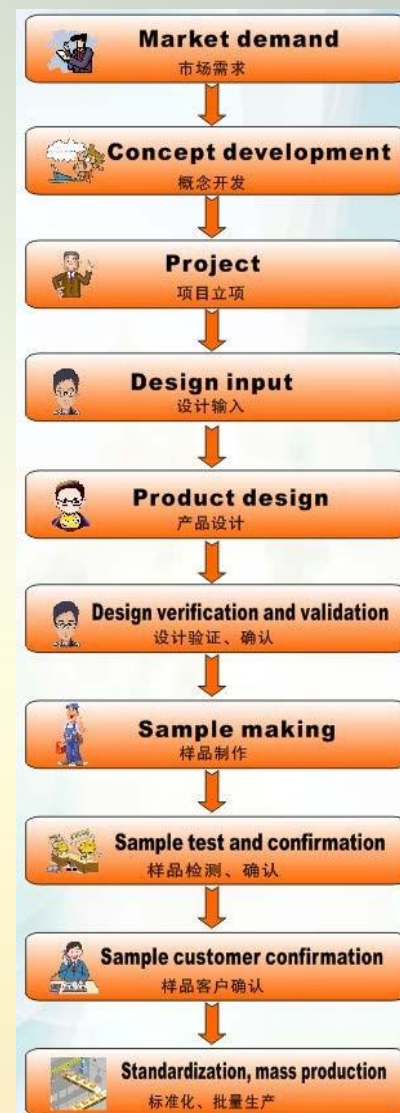 Market demand
市场需求
Concept development
概念开发
Project
项目立项
Design input
设计输入
Product design
产品设计
Design verification and validation
设计验证、确认
Sample making
样品制作
Sample test and confirmation
样品检测、确认
Sample customer confirmation
样品客户确认
Standardization, mass production
标准化、批量生产